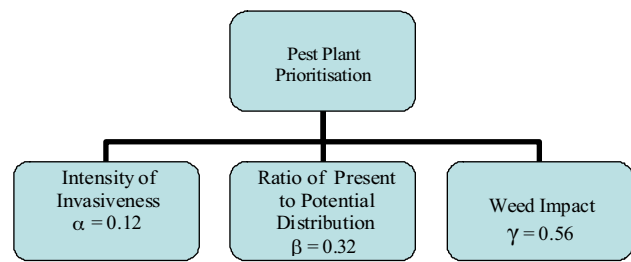 Pest Plant
Prioritisation
Intensity of
Invasiveness
α = 0.12
Ratio of Present
to Potential
Distribution
β = 0.32
Weed Impact
γ = 0.56